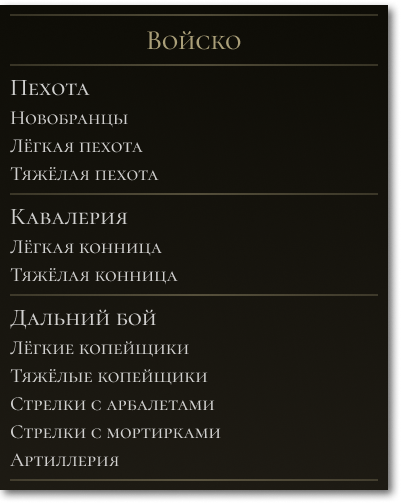 Войско
Пехота
Новобранцы
Лёгкая пехота
Тяжёлая пехота
Кавалерия
Лёгкая конница
Тяжёлая конница
Дальний бой
Лёгкие копейщики
Тяжёлые копейщики
Стрелки с арбалетами
Стрелки с мортирками
Артиллерия